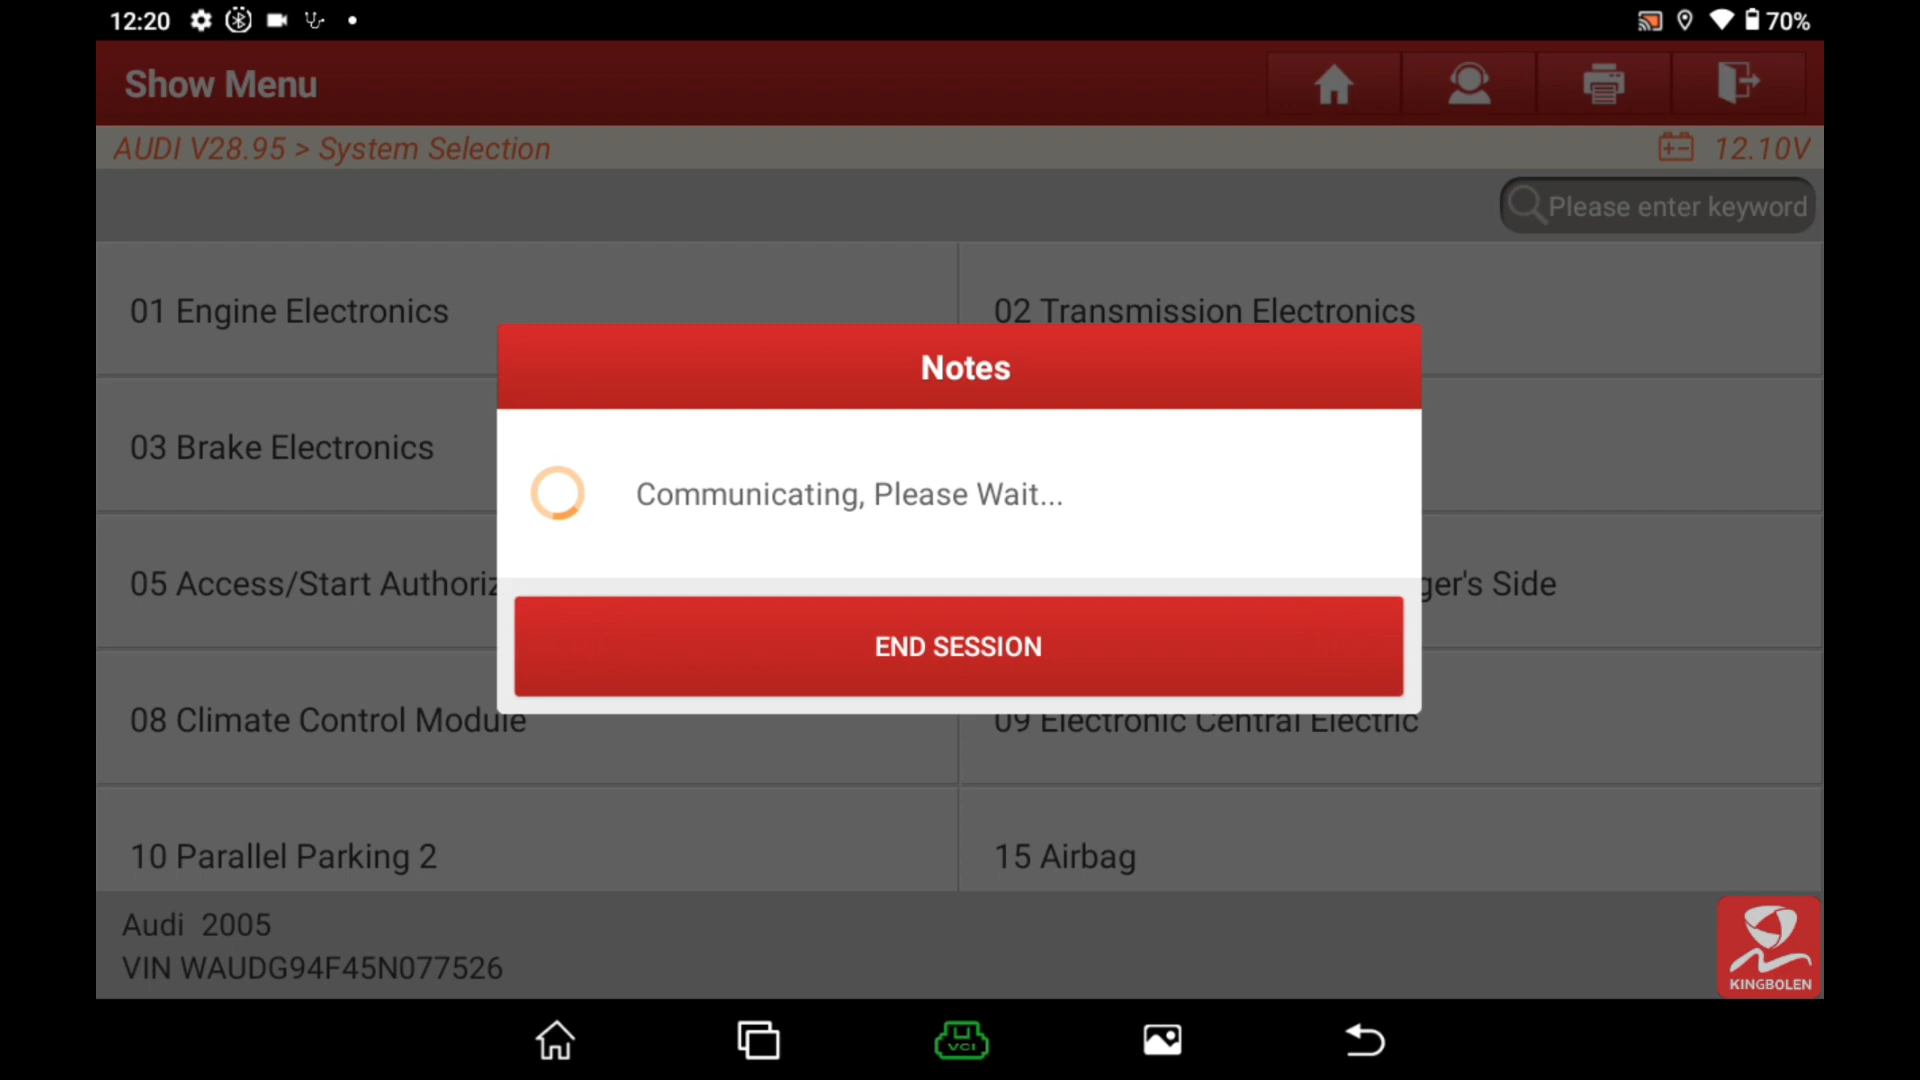 12:20
70%
Show Menu
AUDI V28.95 > System Selection
12.10V
Please enter keyword
01 Engine Electronics
02 Transmission Electronics
Notes
03 Brake Electronics
Communicating, Please Wait...
05 Access/Start Authoriz
ger's Side
END SESSION
08 Climate Control Module
09 Electronic Central Electric
10 Parallel Parking 2
15 Airbag
Audi 2005
VIN WAUDG94F45N077526
KINGBOLEN
VCI